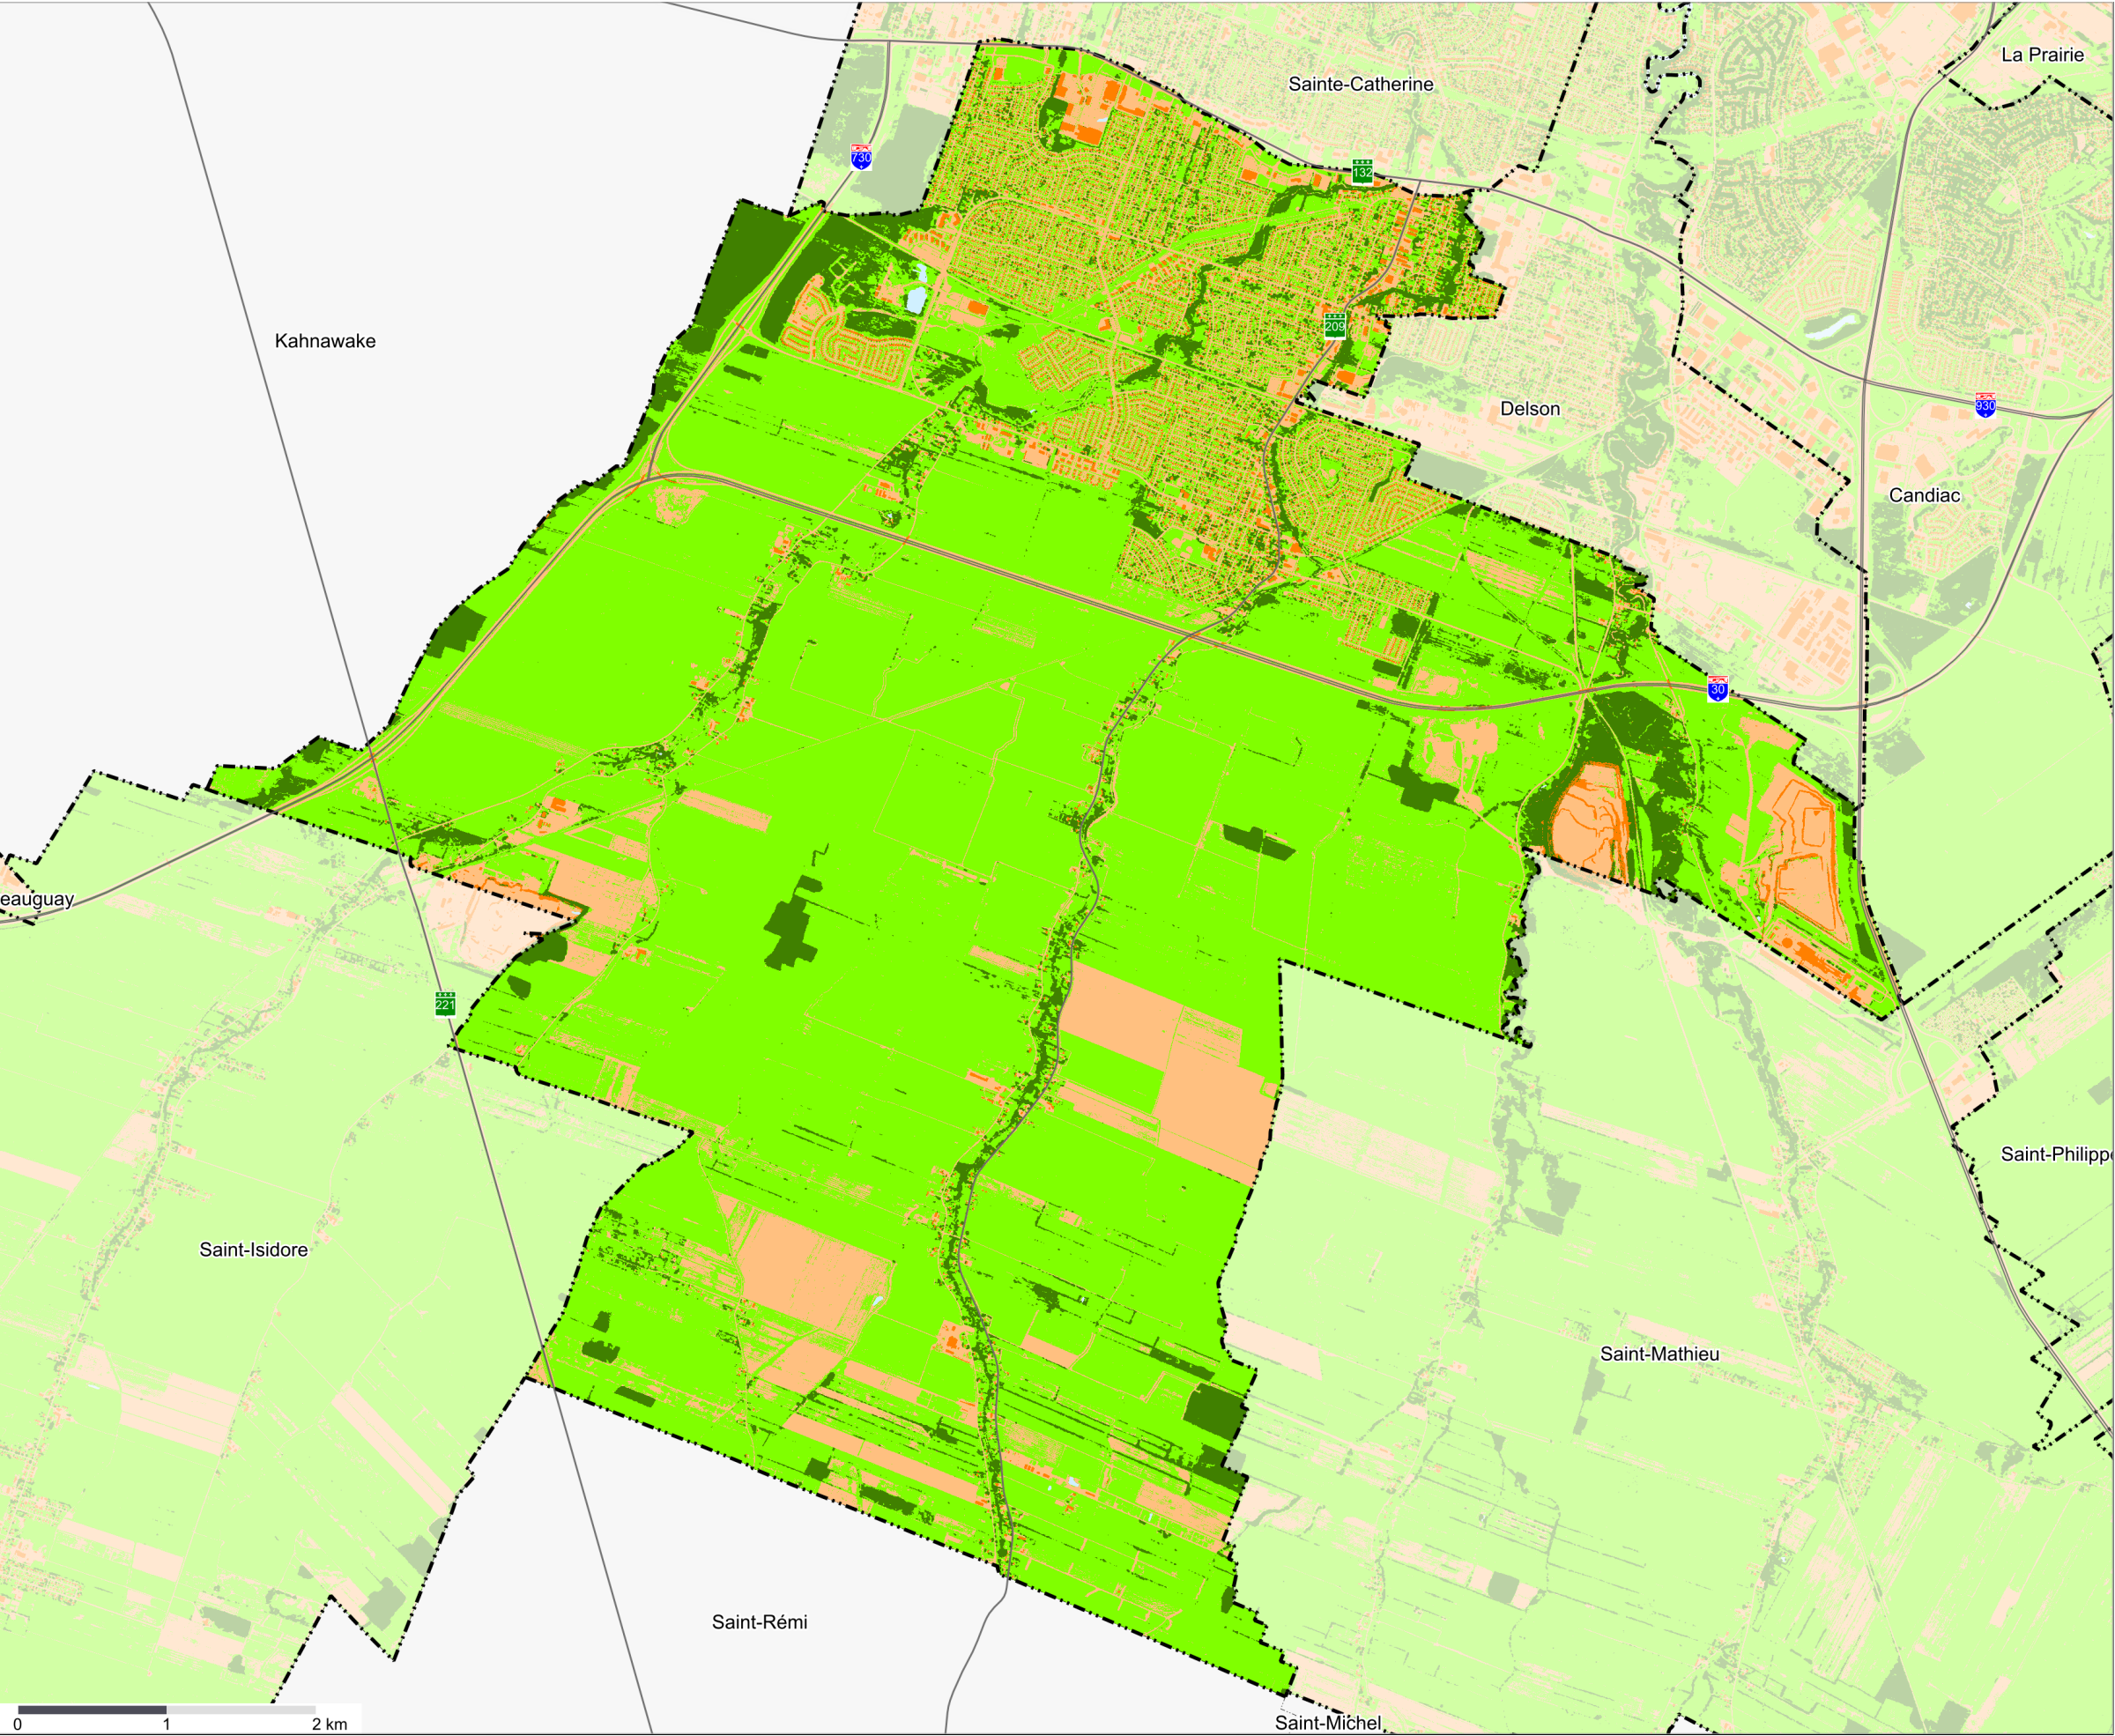 La Prairie
Sainte-Catherine
730
132
209
Kahnawake
930
Delson
Candiac
30
eauguay
221
Saint-Philippe
Saint-Isidore
Saint-Mathieu
Saint-Rémi
Saint-Michel
0 1 2 km